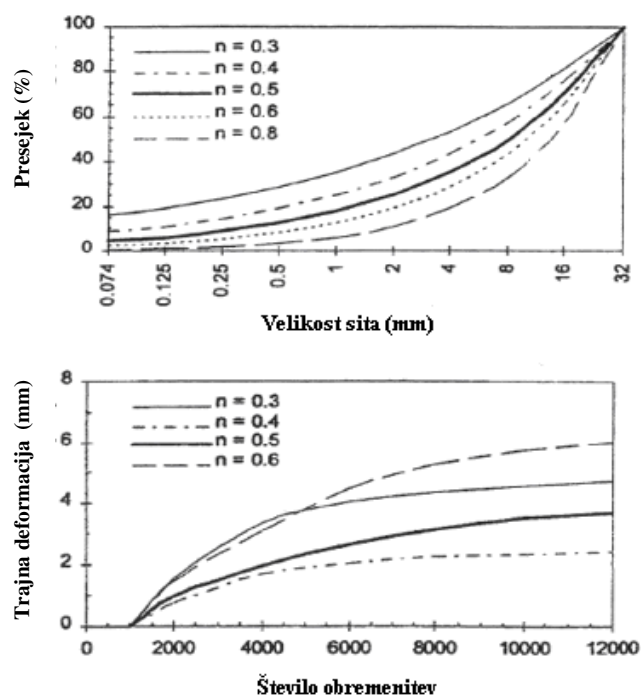 Presejek (%)
100
80
60
40
20
0
n = 0.3
n = 0.4
n = 0.5
n = 0.6
n = 0.8
0.074
0.125
0.25
0.5
1
2
4
8
16
32
Velikost sita (mm)
Trajna deformacija (mm)
8
6
4
2
0
n = 0.3
n = 0.4
n = 0.5
n = 0.6
0 2000 4000 6000 8000 10000 12000
Število obremenitev